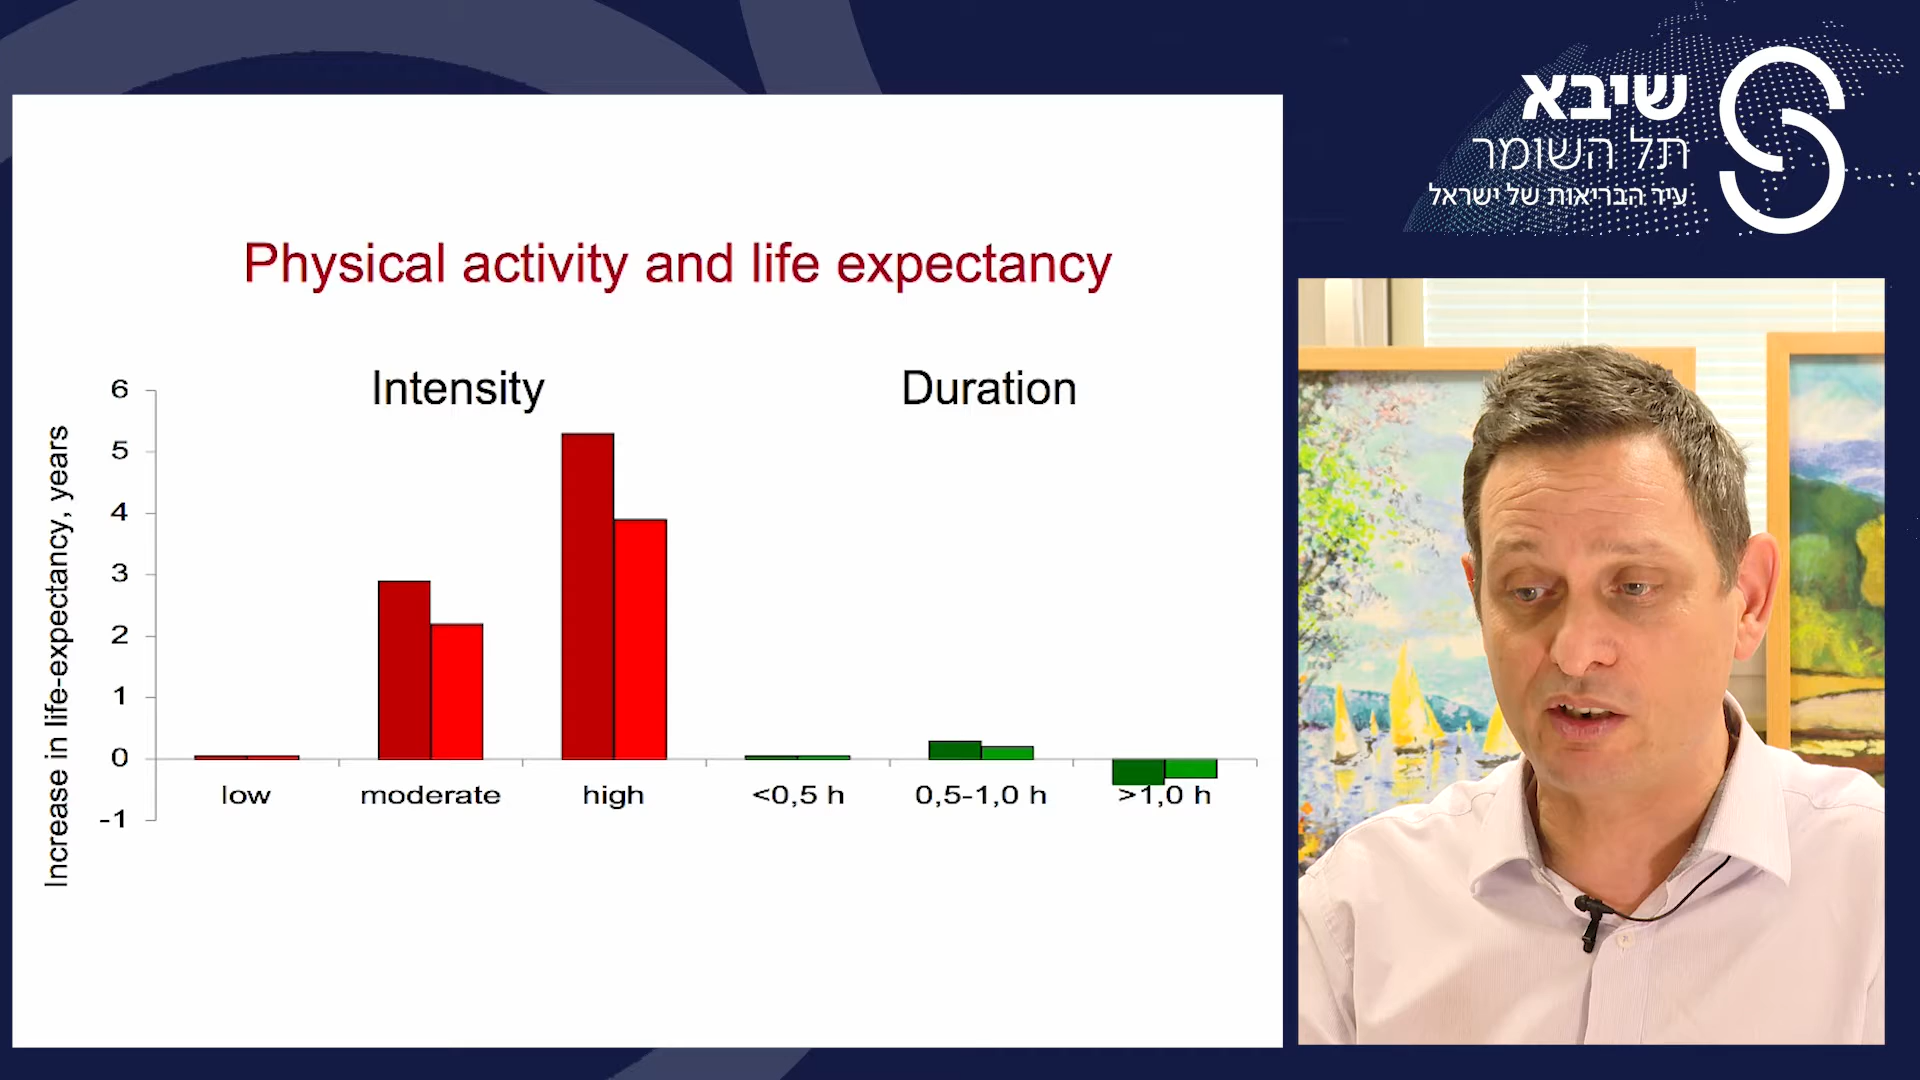 שיבא
תל השומר
עיר הבריאות של ישראל
Physical activity and life expectancy
Intensity
Duration
Increase in life-expectancy, years
6
5
4
3
2
1
0
-1
low
moderate
high
<0,5 h
0,5-1,0 h
>1,0 h